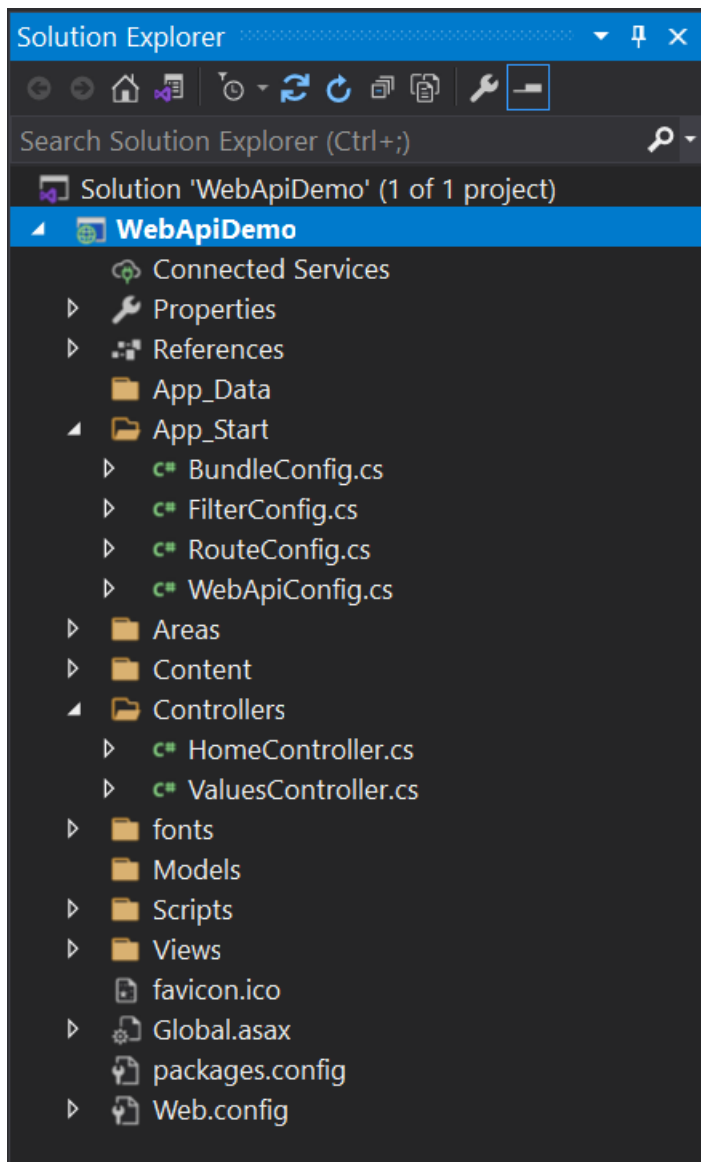 Solution Explorer
Search Solution Explorer (Ctrl+;)
Solution 'WebApiDemo' (1 of 1 project)
WebApiDemo
Connected Services
Properties
References
App_Data
App_Start
C# BundleConfig.cs
C# FilterConfig.cs
C# RouteConfig.cs
C# WebApiConfig.cs
Areas
Content
Controllers
C# HomeController.cs
C# ValuesController.cs
fonts
Models
Scripts
Views
favicon.ico
Global.asax
packages.config
Web.config